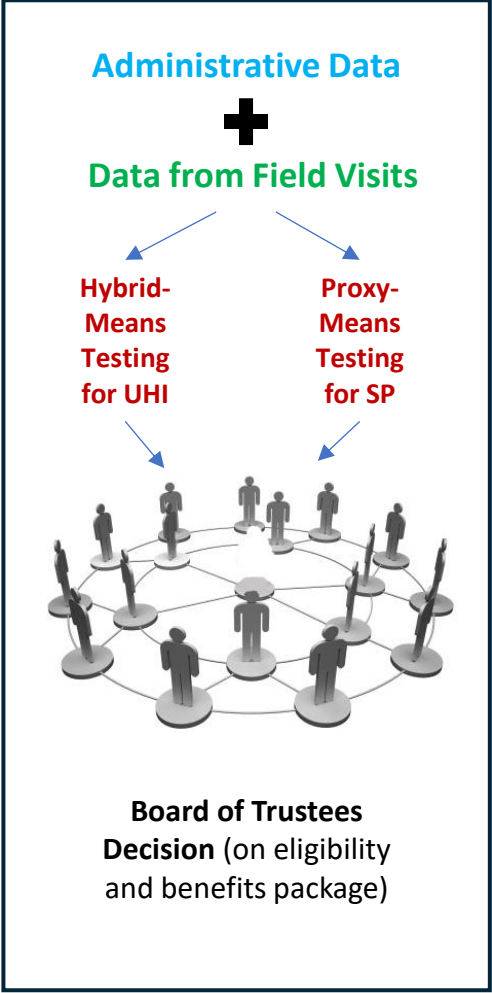 Administrative Data
Data from Field Visits
Hybrid-
Means
Testing
for UHI
Proxy-
Means
Testing
for SP
Board of Trustees
Decision (on eligibility
and benefits package)